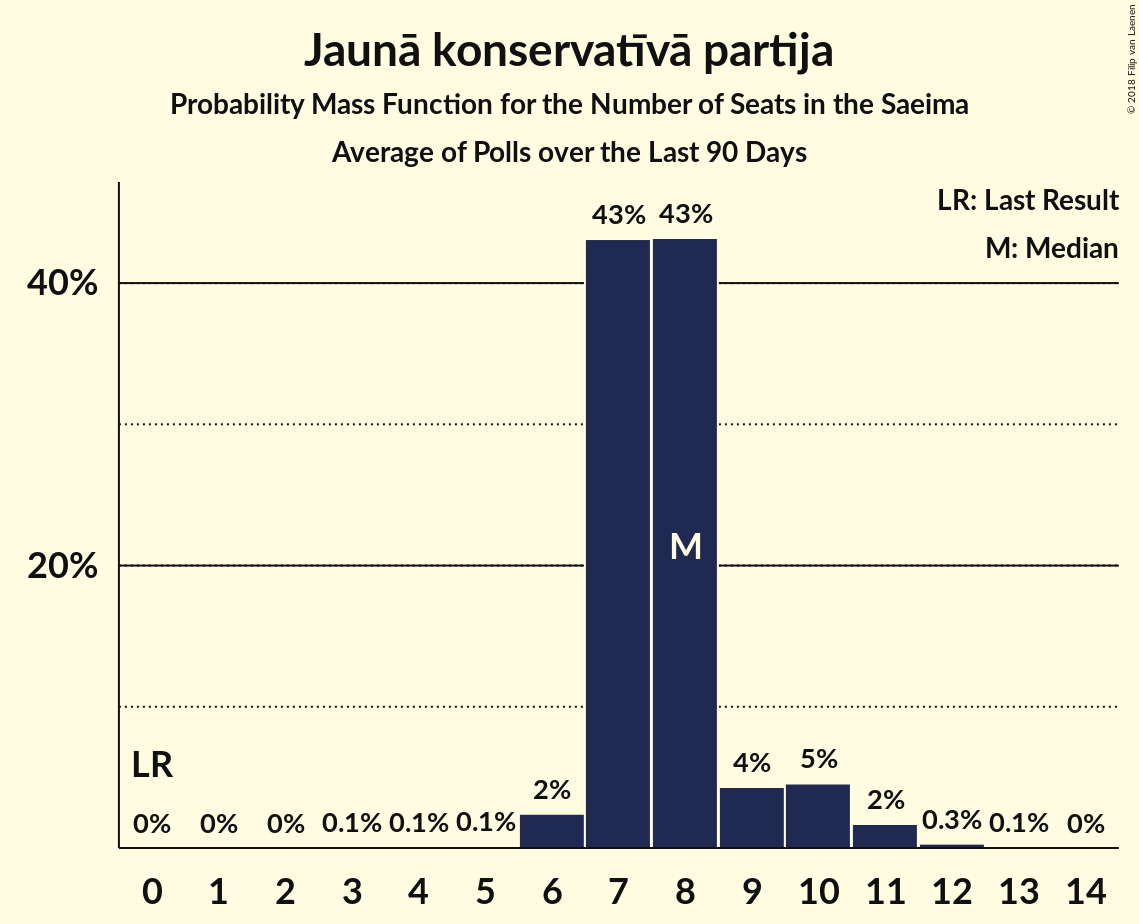 Jaunā konservatīvā partija
Probability Mass Function for the Number of Seats in the Saeima
Average of Polls over the Last 90 Days
© 2018 Filip van Laenen
LR: Last Result
M: Median
43% 43%
40%
M
20%
LR
0% 0% 0% 0.1% 0.1% 0.1% 2% 4% 5% 2% 0.3% 0.1% 0%
0 1 2 3 4 5 6 7 8 9 10 11 12 13 14